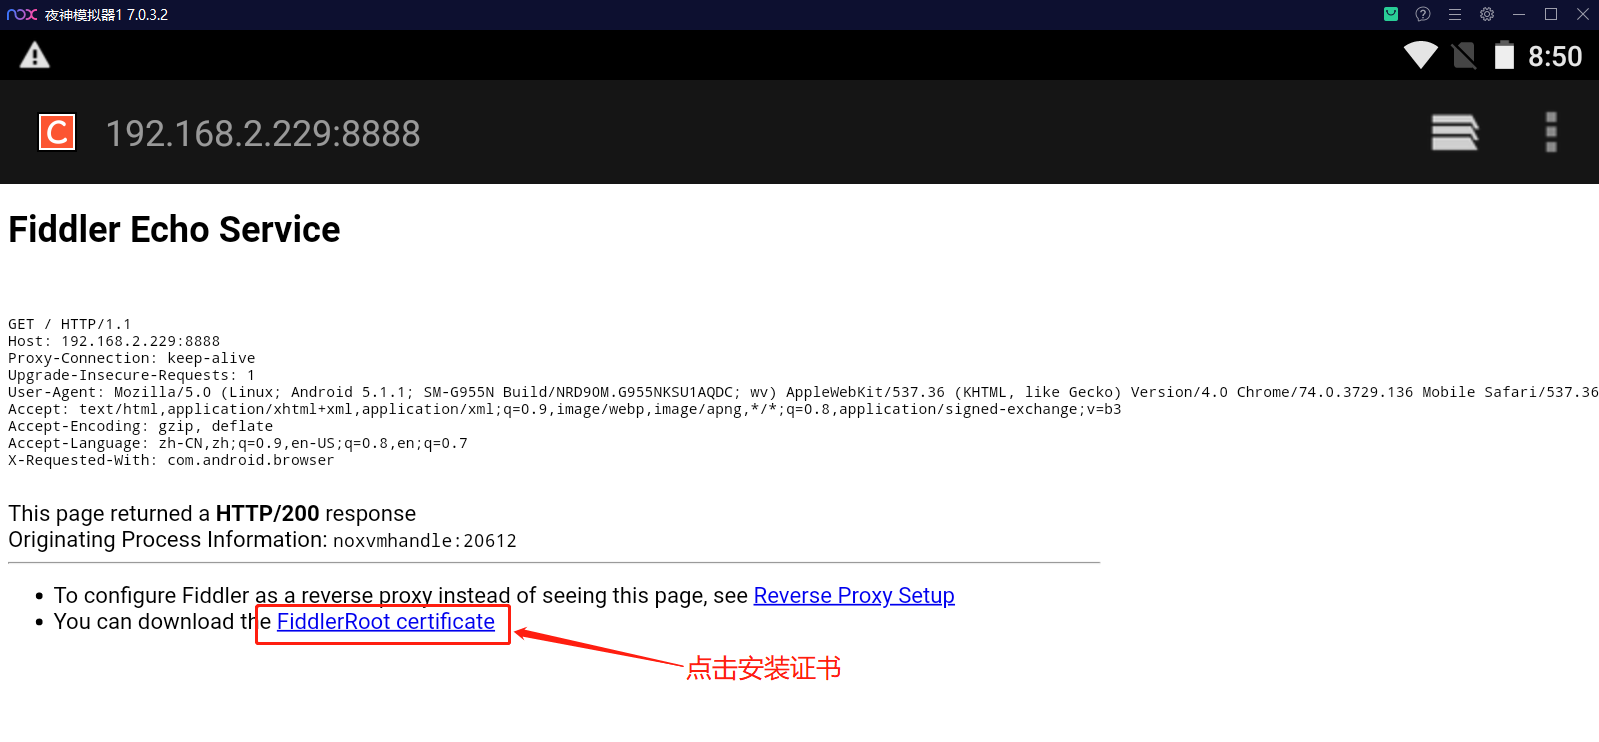 nox 夜神模拟器1 7.0.3.2
8:50
C 192.168.2.229:8888
Fiddler Echo Service
GET / HTTP/1.1
Host: 192.168.2.229:8888
Proxy-Connection: keep-alive
Upgrade-Insecure-Requests: 1
User-Agent: Mozilla/5.0 (Linux; Android 5.1.1; SM-G955N Build/NRD90M.G955NKSU1AQDC; wv) AppleWebKit/537.36 (KHTML, like Gecko) Version/4.0 Chrome/74.0.3729.136 Mobile Safari/537.36
Accept: text/html,application/xhtml+xml,application/xml;q=0.9,image/webp,image/apng,*/*;q=0.8,application/signed-exchange;v=b3
Accept-Encoding: gzip, deflate
Accept-Language: zh-CN,zh;q=0.9,en-US;q=0.8,en;q=0.7
X-Requested-With: com.android.browser
This page returned a HTTP/200 response
Originating Process Information: noxvmhandle:20612
• To configure Fiddler as a reverse proxy instead of seeing this page, see Reverse Proxy Setup
• You can download the FiddlerRoot certificate
点击安装证书